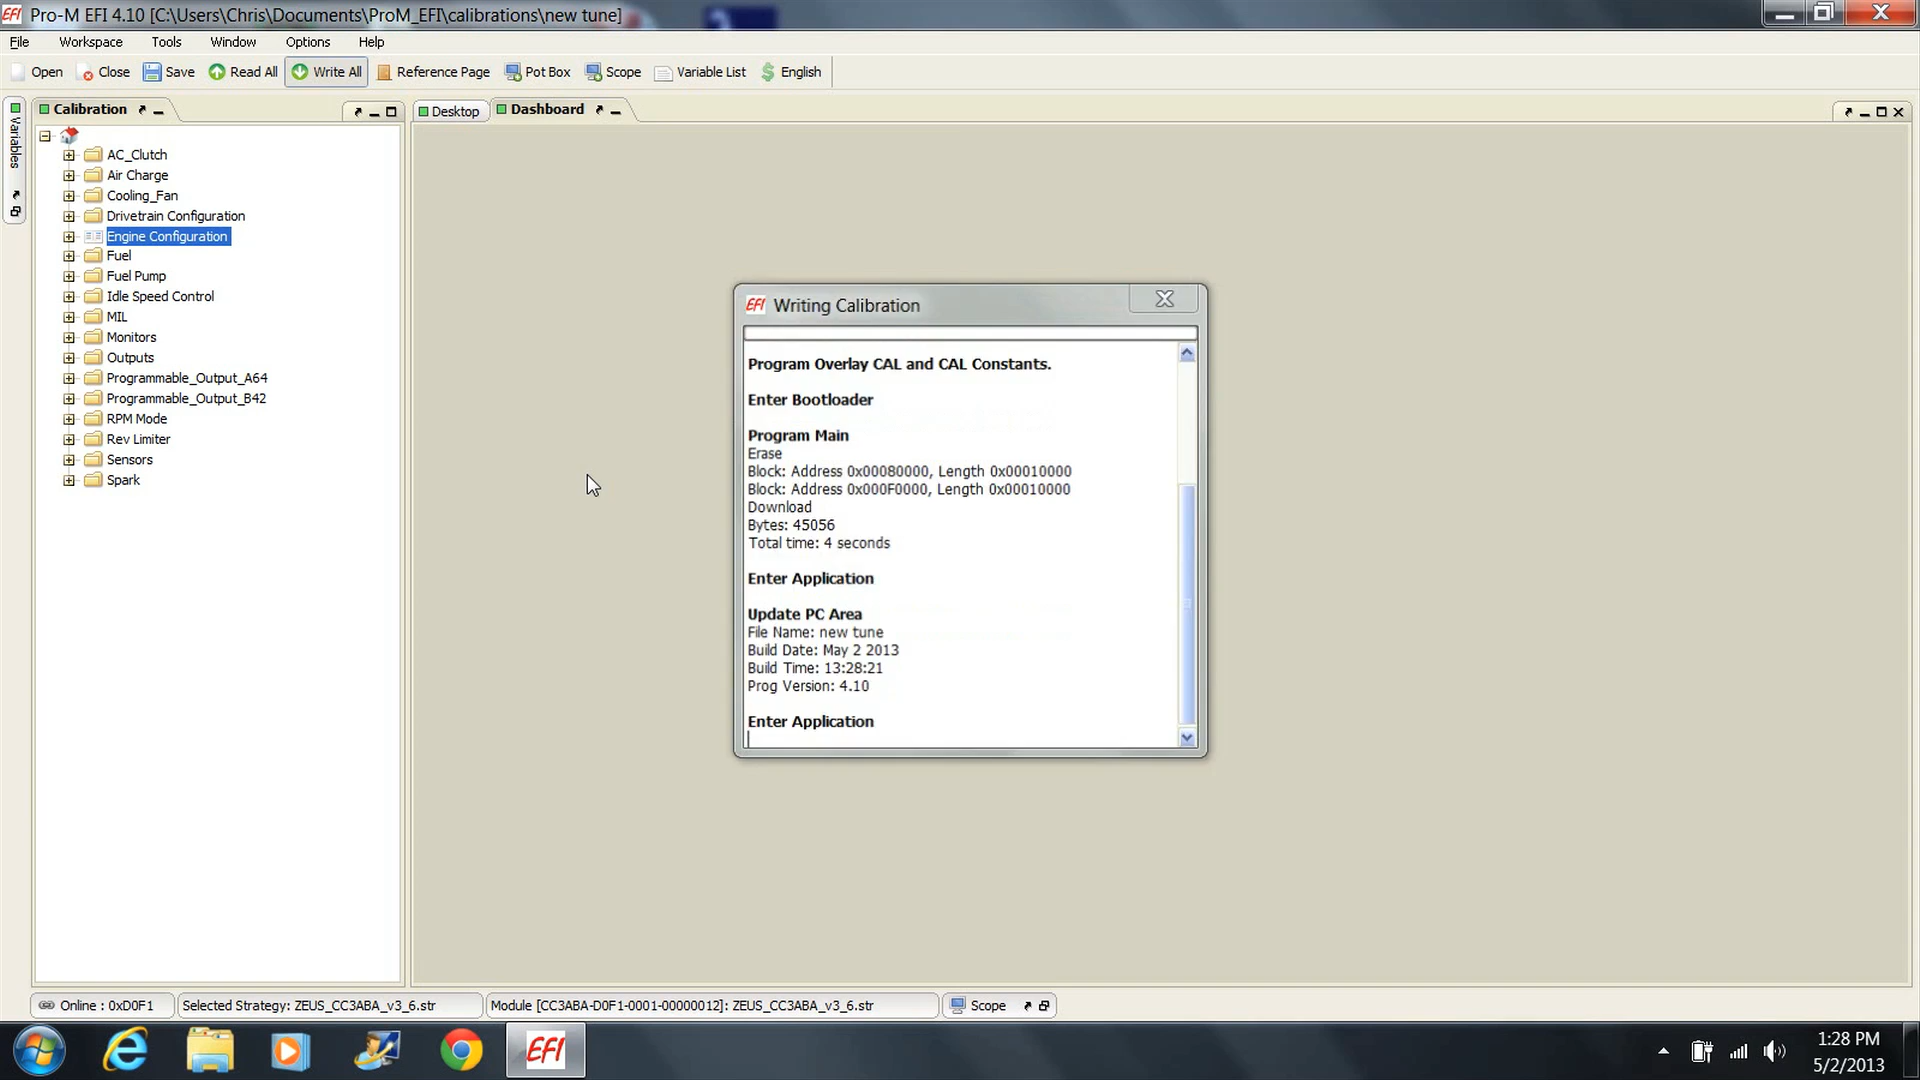 EFI Pro-M EFI 4.10 [C:\Users\Chris\Documents\ProM_EFI\calibrations\new tune]
File Workspace Tools Window Options Help
Open Close Save Read All Write All Reference Page Pot Box Scope Variable List $ English
Variables
Calibration
Desktop Dashboard
AC_Clutch
Air Charge
Cooling_Fan
Drivetrain Configuration
Engine Configuration
Fuel
Fuel Pump
Idle Speed Control
MIL
Monitors
Outputs
Programmable_Output_A64
Programmable_Output_B42
RPM Mode
Rev Limiter
Sensors
Spark
EFI Writing Calibration
Program Overlay CAL and CAL Constants.
Enter Bootloader
Program Main
Erase
Block: Address 0x00080000, Length 0x00010000
Block: Address 0x000F0000, Length 0x00010000
Download
Bytes: 45056
Total time: 4 seconds
Enter Application
Update PC Area
File Name: new tune
Build Date: May 2 2013
Build Time: 13:28:21
Prog Version: 4.10
Enter Application
Online : 0xD0F1 Selected Strategy: ZEUS_CC3ABA_v3_6.str Module [CC3ABA-D0F1-0001-00000012]: ZEUS_CC3ABA_v3_6.str Scope
EFI
1:28 PM
5/2/2013